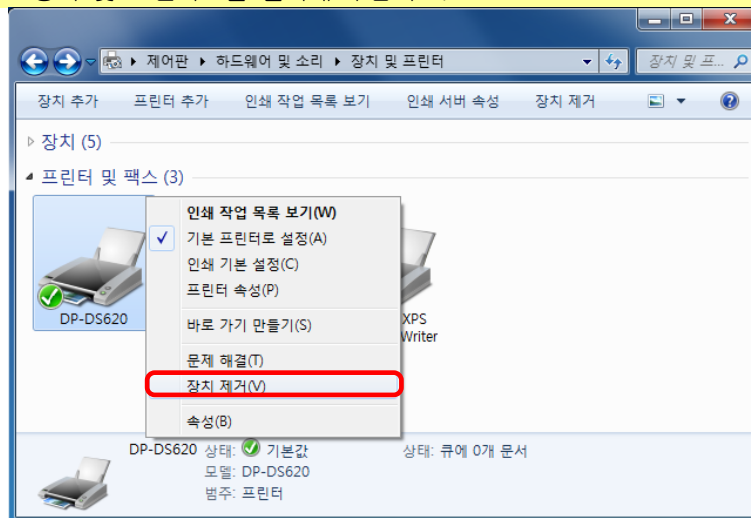 제어판 ▸ 하드웨어 및 소리 ▸ 장치 및 프린터
장치 및 프...
장치 추가 프린터 추가 인쇄 작업 목록 보기 인쇄 서버 속성 장치 제거
장치 (5)
프린터 및 팩스 (3)
인쇄 작업 목록 보기(W)
기본 프린터로 설정(A)
인쇄 기본 설정(C)
프린터 속성(P)
바로 가기 만들기(S)
문제 해결(T)
장치 제거(V)
속성(B)
DP-DS620
XPS
Writer
DP-DS620 상태: 기본값 상태: 큐에 0개 문서
모델: DP-DS620
범주: 프린터